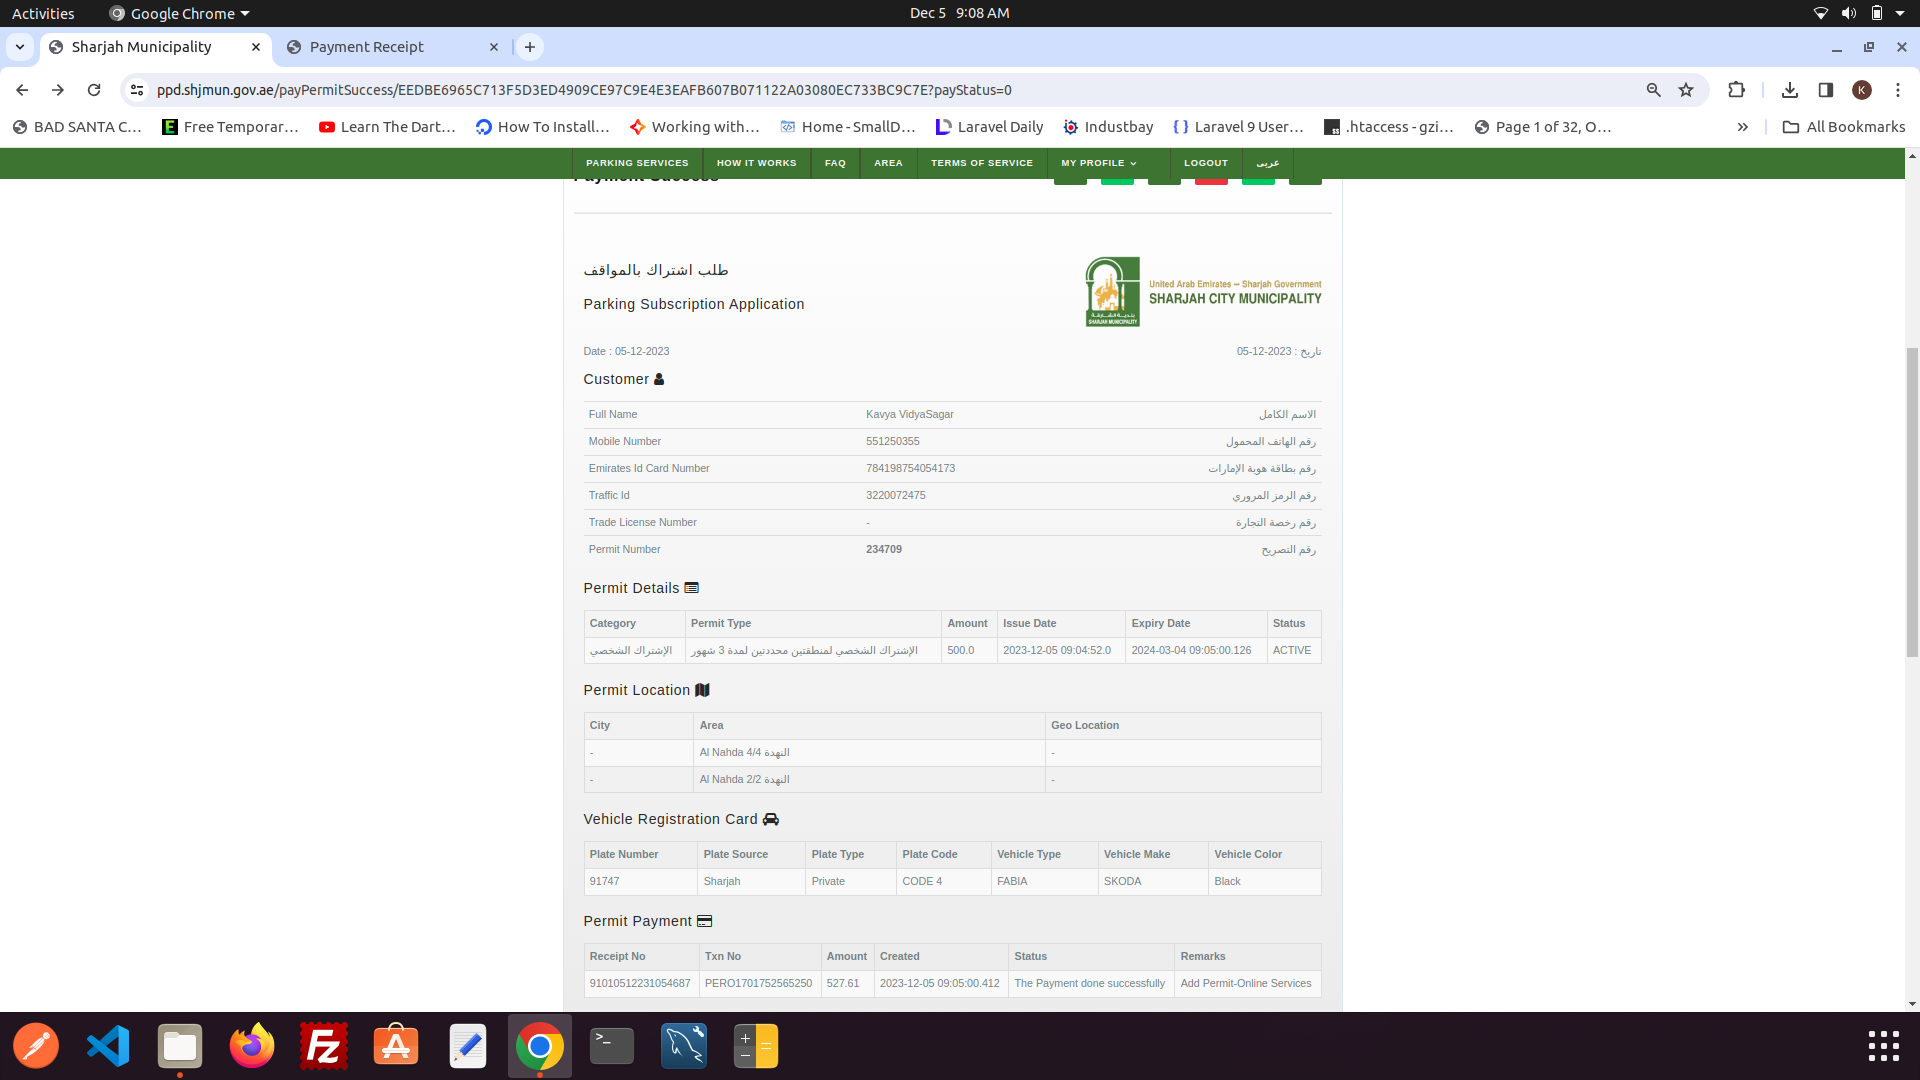 Activities Google Chrome Dec 5 9:08 AM
Sharjah Municipality Payment Receipt
ppd.shjmun.gov.ae/payPermitSuccess/EEDBE6965C713F5D3ED4909CE97C9E4E3EAFB607B071122A03080EC733BC9C7E?payStatus=0 K
BAD SANTA C... Free Temporar... Learn The Dart... How To Install... Working with... Home - SmallD... Laravel Daily Industbay Laravel 9 User... .htaccess - gzi... Page 1 of 32, O... » All Bookmarks
PARKING SERVICES HOW IT WORKS FAQ AREA TERMS OF SERVICE MY PROFILE LOGOUT عربى
Payment Success
طلب اشتراك بالمواقف
Parking Subscription Application
United Arab Emirates – Sharjah Government
SHARJAH CITY MUNICIPALITY
بلدية الشارقة
SHARJAH MUNICIPALITY
Date : 05-12-2023 تاريخ : 05-12-2023
Customer
Full Name Kavya VidyaSagar الاسم الكامل
Mobile Number 551250355 رقم الهاتف المحمول
Emirates Id Card Number 784198754054173 رقم بطاقة هوية الإمارات
Traffic Id 3220072475 رقم الرمز المروري
Trade License Number - رقم رخصة التجارة
Permit Number 234709 رقم التصريح
Permit Details
Category Permit Type Amount Issue Date Expiry Date Status
الإشتراك الشخصي الإشتراك الشخصي لمنطقتين محددتين لمدة 3 شهور 500.0 2023-12-05 09:04:52.0 2024-03-04 09:05:00.126 ACTIVE
Permit Location
City Area Geo Location
- Al Nahda 4/4 النهدة -
- Al Nahda 2/2 النهدة -
Vehicle Registration Card
Plate Number Plate Source Plate Type Plate Code Vehicle Type Vehicle Make Vehicle Color
91747 Sharjah Private CODE 4 FABIA SKODA Black
Permit Payment
Receipt No Txn No Amount Created Status Remarks
91010512231054687 PERO1701752565250 527.61 2023-12-05 09:05:00.412 The Payment done successfully Add Permit-Online Services